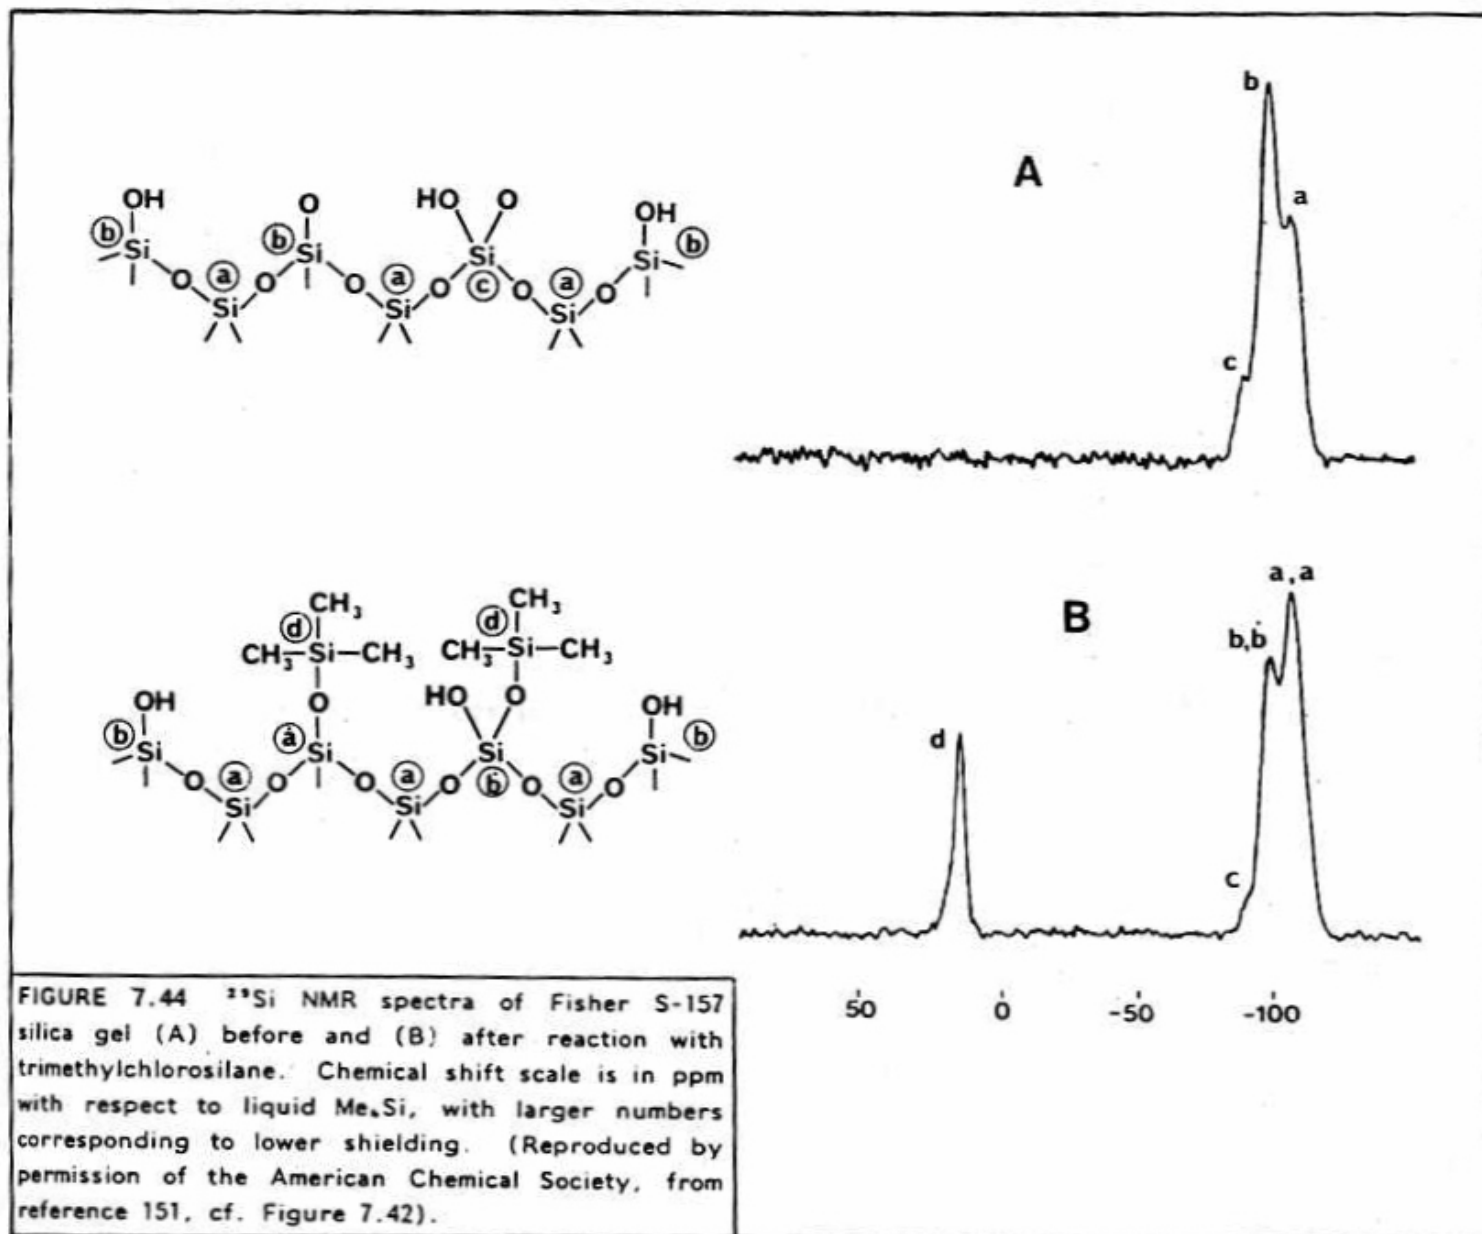 b
A
a
c
OH
O
HO
O
OH
b
Si
b
Si
Si
c
Si
b
O
a
O
O
a
O
O
a
O
Si
Si
Si
a,ȧ
B
b,ḃ
d
c
CH₃
CH₃
d
d
CH₃—Si—CH₃
CH₃—Si—CH₃
OH
O
HO
O
OH
b
Si
ȧ
Si
Si
ḃ
Si
b
O
a
O
O
a
O
O
a
O
Si
Si
Si
50
0
-50
-100
FIGURE 7.44 ²⁹Si NMR spectra of Fisher S-157
silica gel (A) before and (B) after reaction with
trimethylchlorosilane. Chemical shift scale is in ppm
with respect to liquid Me₄Si, with larger numbers
corresponding to lower shielding. (Reproduced by
permission of the American Chemical Society, from
reference 151, cf. Figure 7.42).